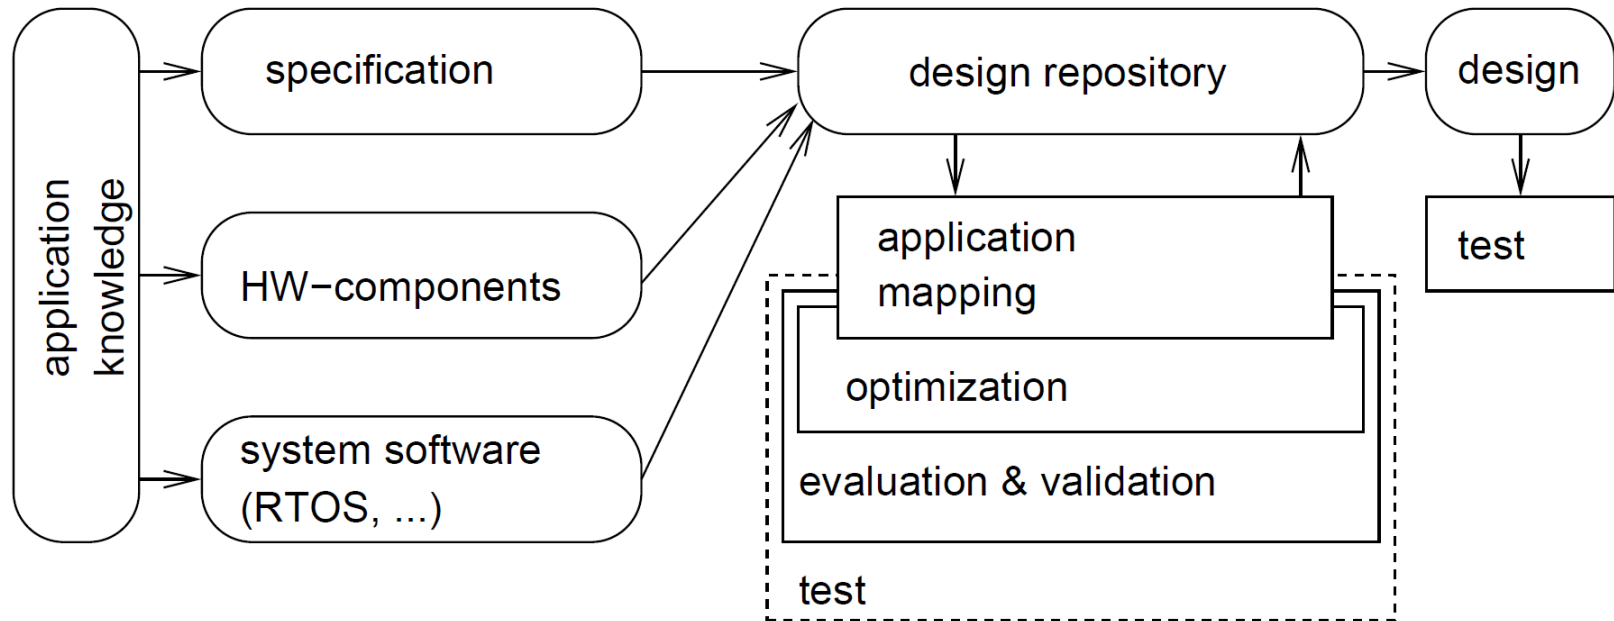 application
knowledge
specification
HW−components
system software
(RTOS, ...)
design repository
application
mapping
optimization
evaluation & validation
test
design
test